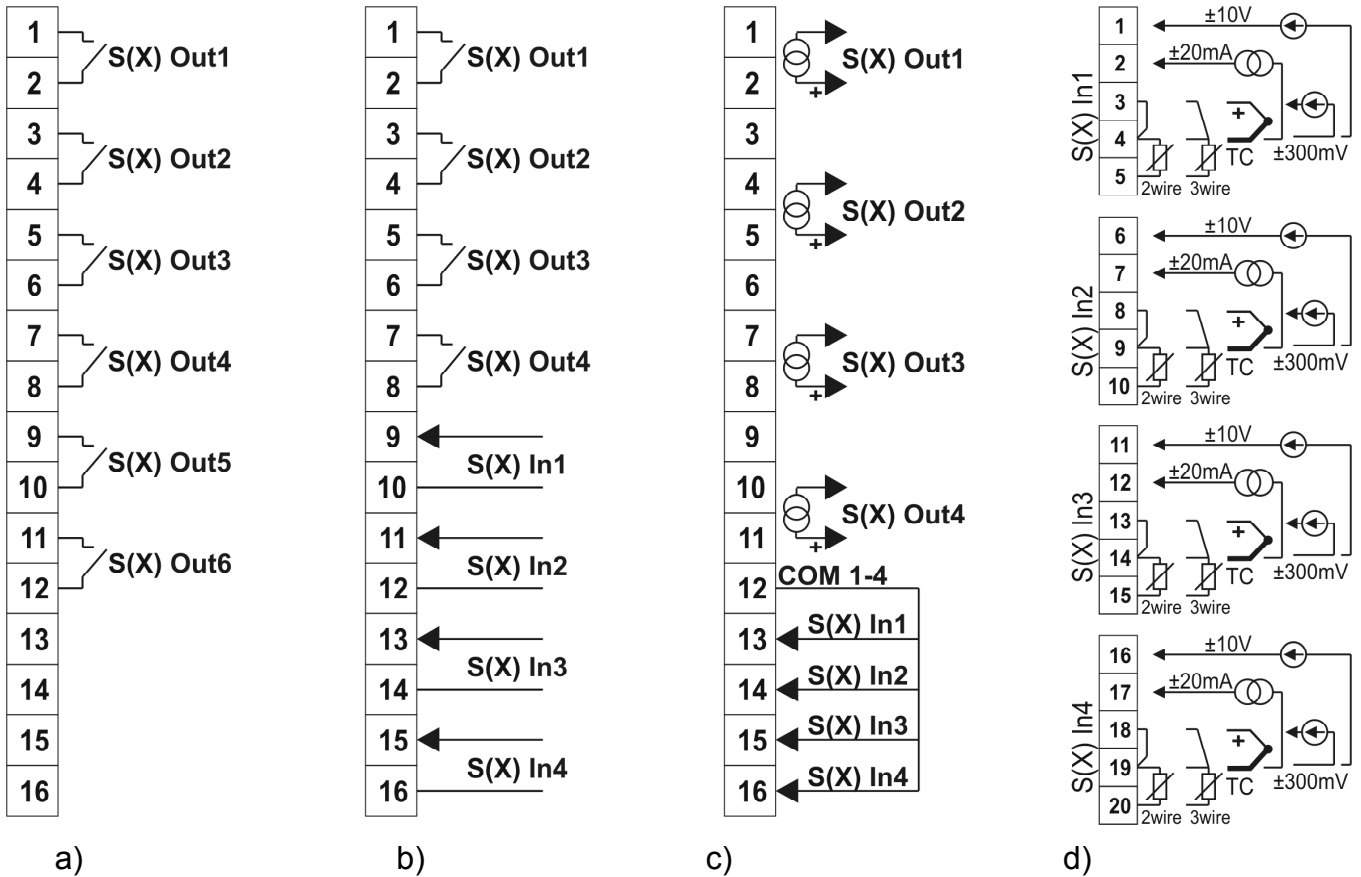 1
2
3
4
5
6
7
8
9
10
11
12
13
14
15
16
S(X) Out1
S(X) Out2
S(X) Out3
S(X) Out4
S(X) Out5
S(X) Out6
a)
1
2
3
4
5
6
7
8
9
10
11
12
13
14
15
16
S(X) Out1
S(X) Out2
S(X) Out3
S(X) Out4
S(X) In1
S(X) In2
S(X) In3
S(X) In4
b)
1
2
3
4
5
6
7
8
9
10
11
12
13
14
15
16
+ S(X) Out1
+ S(X) Out2
+ S(X) Out3
+ S(X) Out4
COM 1-4
S(X) In1
S(X) In2
S(X) In3
S(X) In4
c)
S(X) In1
1
2
3
4
5
±10V
±20mA
+
TC
±300mV
2wire 3wire
S(X) In2
6
7
8
9
10
±10V
±20mA
+
TC
±300mV
2wire 3wire
S(X) In3
11
12
13
14
15
±10V
±20mA
+
TC
±300mV
2wire 3wire
S(X) In4
16
17
18
19
20
±10V
±20mA
+
TC
±300mV
2wire 3wire
d)